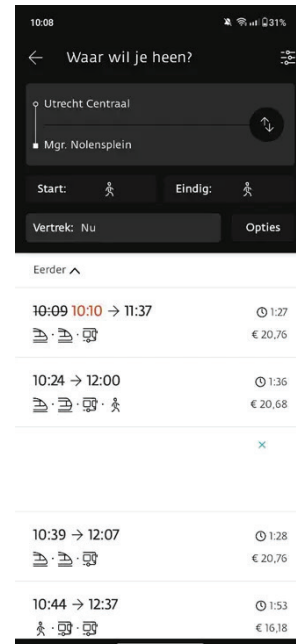 10:08 31%
Waar wil je heen?
Utrecht Centraal
Mgr. Nolensplein
Start: Eindig:
Vertrek: Nu Opties
Eerder
10:09 10:10 → 11:37 1:27
€ 20,76
10:24 → 12:00 1:36
€ 20,68
10:39 → 12:07 1:28
€ 20,76
10:44 → 12:37 1:53
€ 16,18